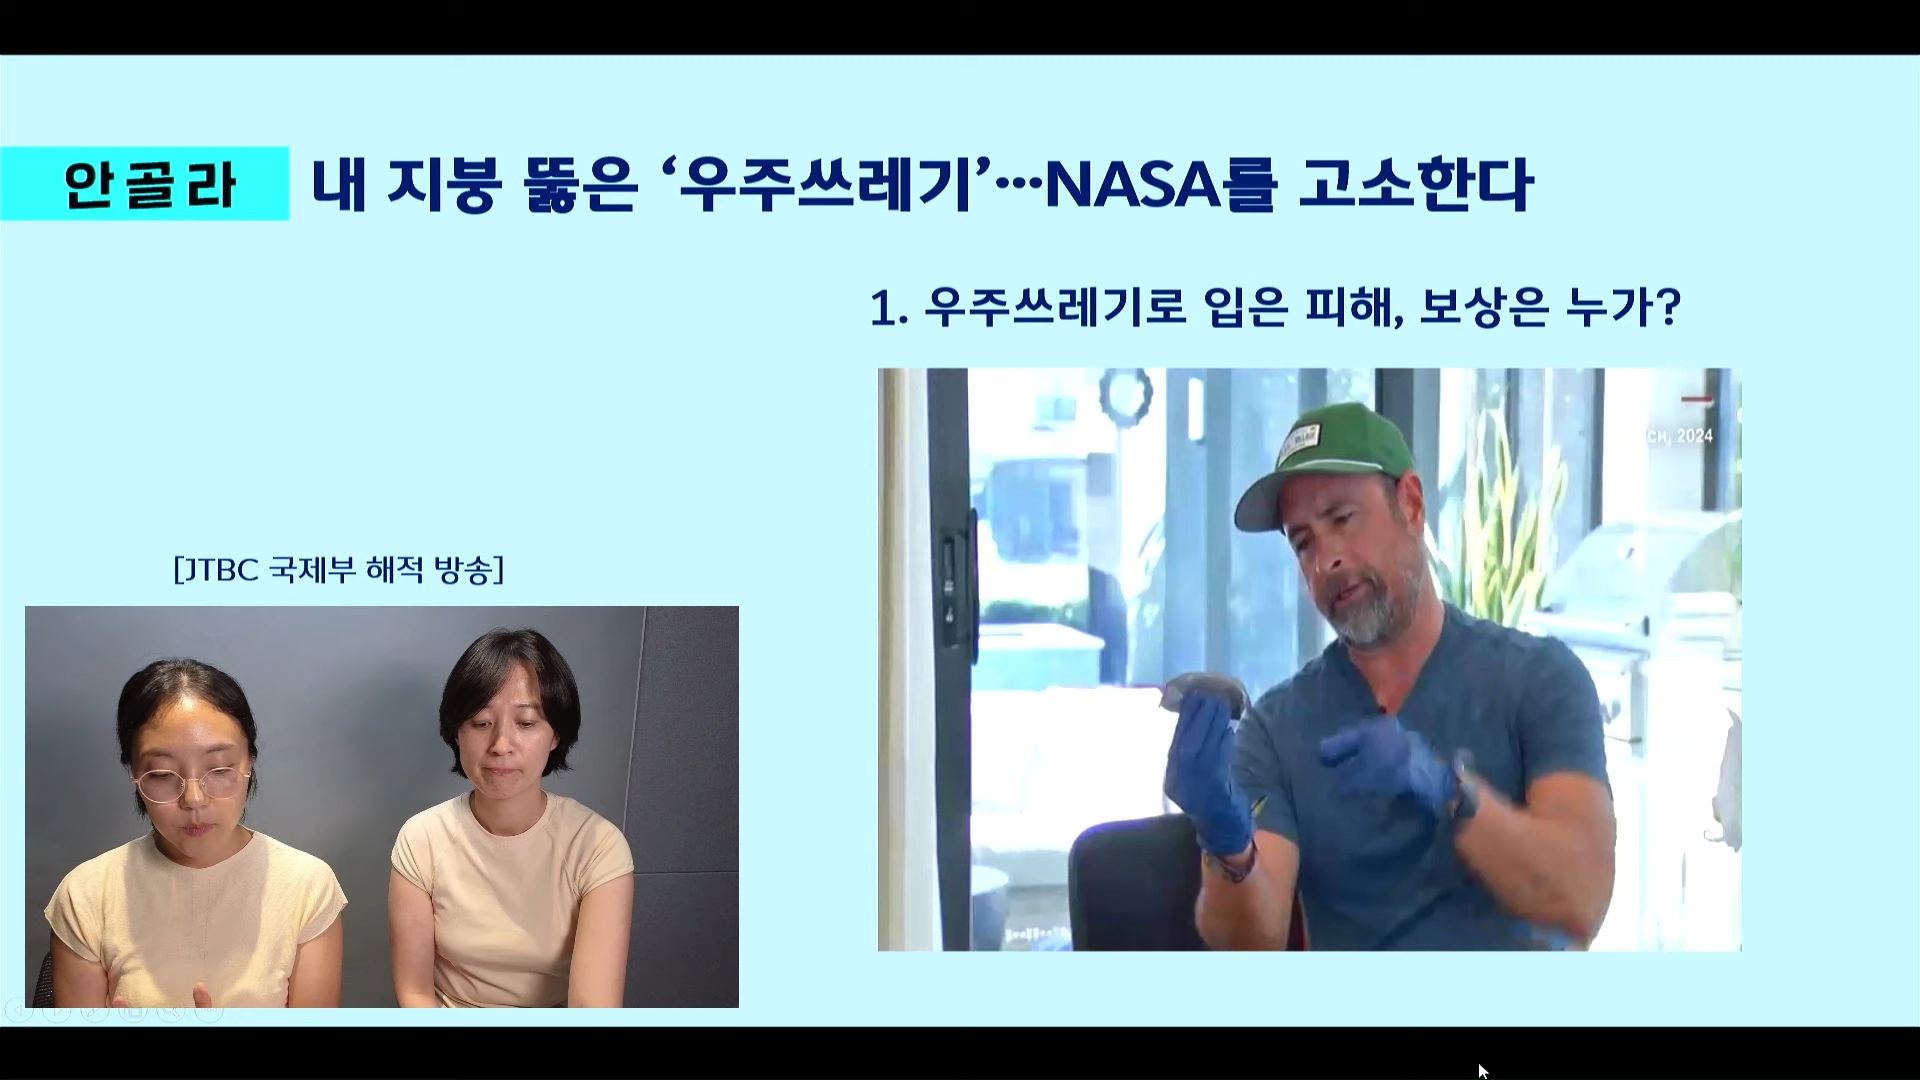 안골라
내 지붕 뚫은 ‘우주쓰레기’…NASA를 고소한다
1. 우주쓰레기로 입은 피해, 보상은 누가?
CH, 2024
[JTBC 국제부 해적 방송]